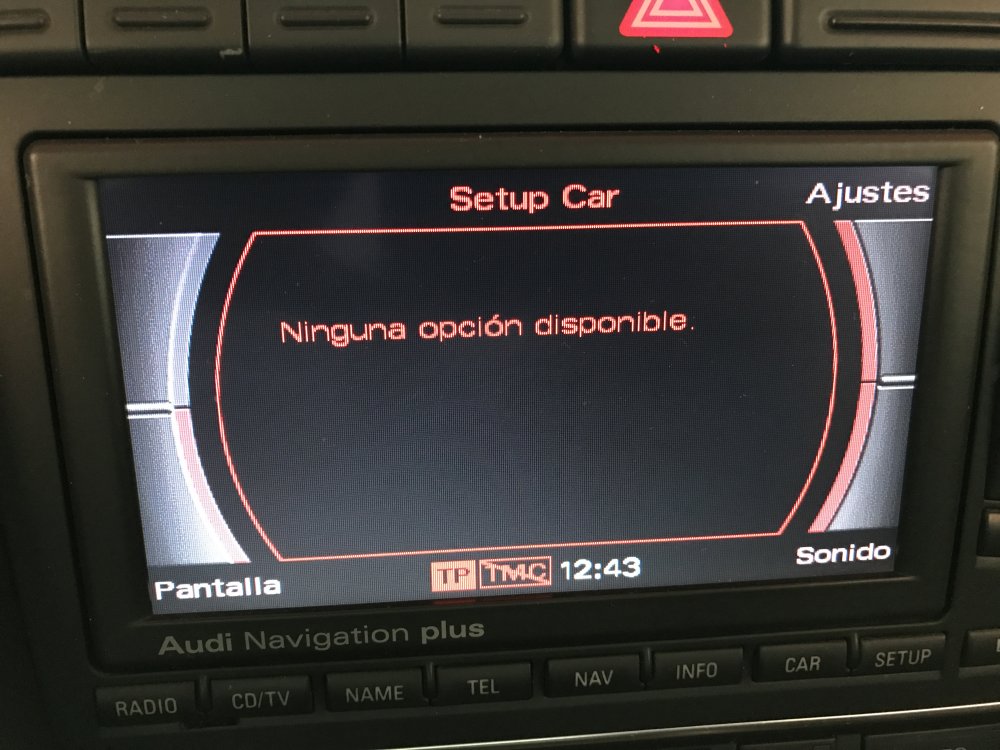 Setup Car
Ajustes
Ninguna opción disponible.
Pantalla
TP TMC 12:43
Sonido
Audi Navigation plus
RADIO
CD/TV
NAME
TEL
NAV
INFO
CAR
SETUP